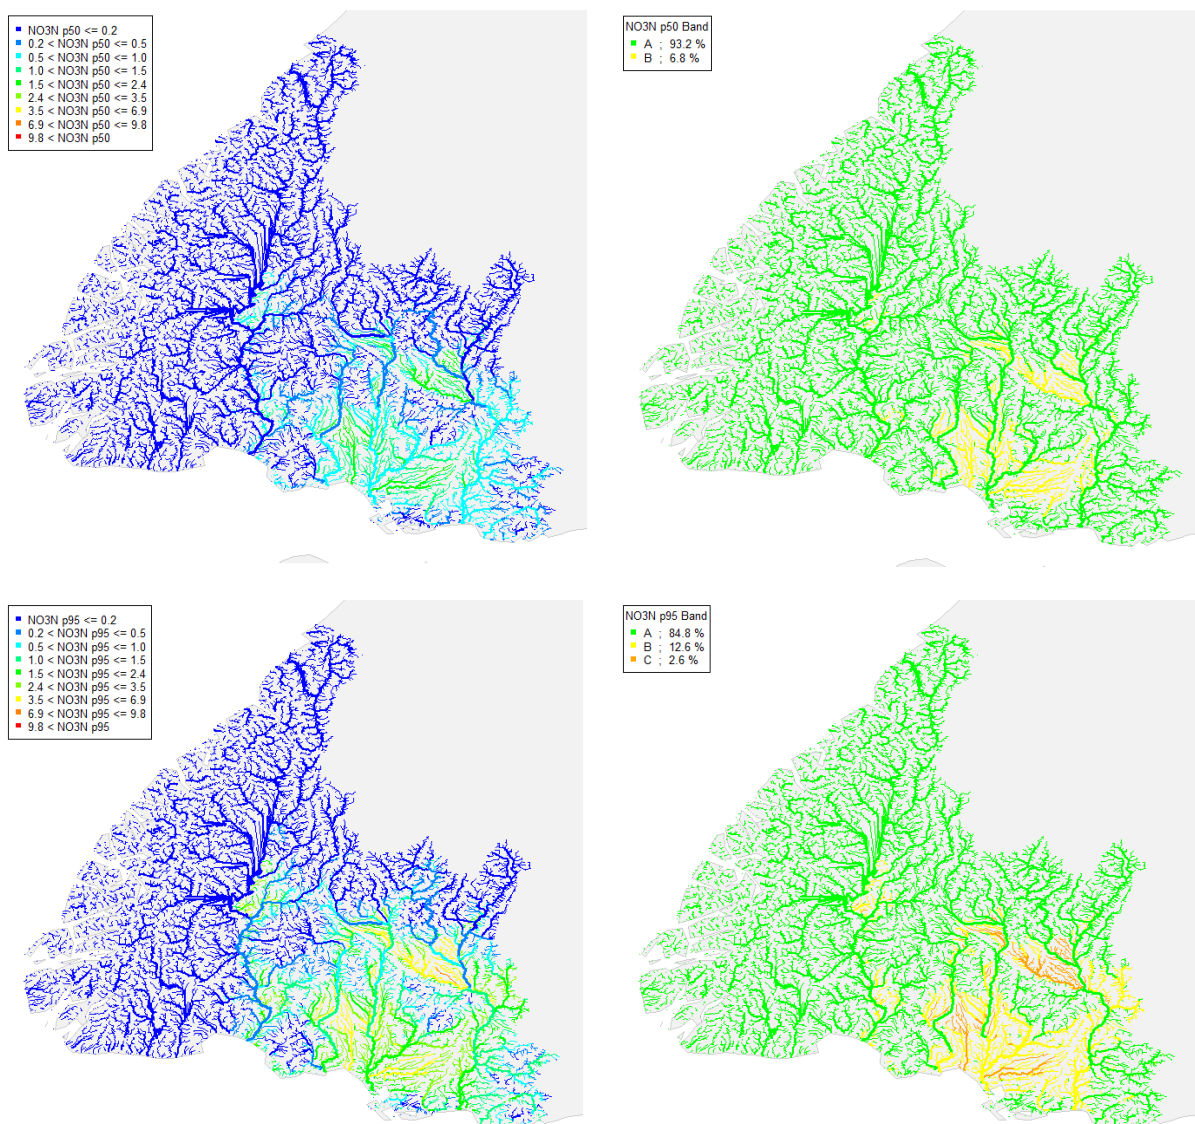 NO3N p50 <= 0.2
0.2 < NO3N p50 <= 0.5
0.5 < NO3N p50 <= 1.0
1.0 < NO3N p50 <= 1.5
1.5 < NO3N p50 <= 2.4
2.4 < NO3N p50 <= 3.5
3.5 < NO3N p50 <= 6.9
6.9 < NO3N p50 <= 9.8
9.8 < NO3N p50
NO3N p50 Band
A ; 93.2 %
B ; 6.8 %
NO3N p95 <= 0.2
0.2 < NO3N p95 <= 0.5
0.5 < NO3N p95 <= 1.0
1.0 < NO3N p95 <= 1.5
1.5 < NO3N p95 <= 2.4
2.4 < NO3N p95 <= 3.5
3.5 < NO3N p95 <= 6.9
6.9 < NO3N p95 <= 9.8
9.8 < NO3N p95
NO3N p95 Band
A ; 84.8 %
B ; 12.6 %
C ; 2.6 %